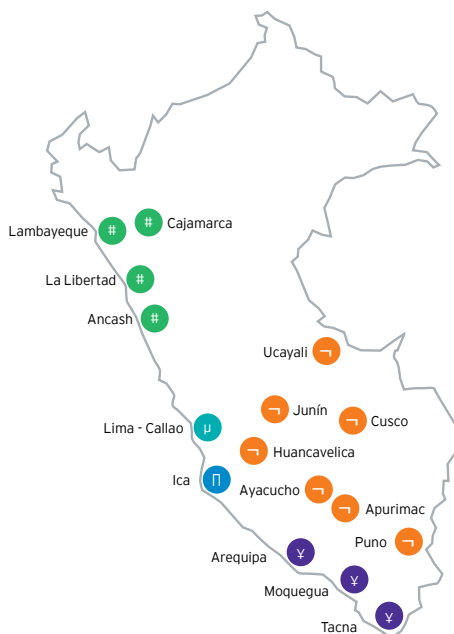 # Cajamarca
Lambayeque #
La Libertad #
Ancash #
Ucayali ¬
¬ Junín
¬ Cusco
Lima - Callao µ
¬ Huancavelica
Ica ∏
Ayacucho ¬
¬ Apurimac
Puno ¬
Arequipa ¥
Moquegua ¥
Tacna ¥